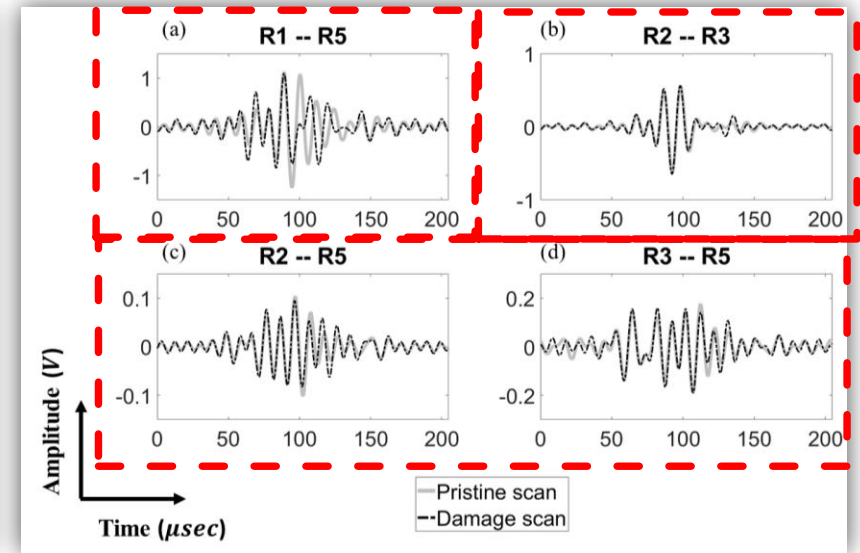 (a) R1 -- R5
1
0
-1
0 50 100 150 200
(b) R2 -- R3
1
0
-1
0 50 100 150 200
(c) R2 -- R5
0.1
0
-0.1
0 50 100 150 200
(d) R3 -- R5
0.2
0
-0.2
0 50 100 150 200
Amplitude (V)
Time (μsec)
Pristine scan
Damage scan